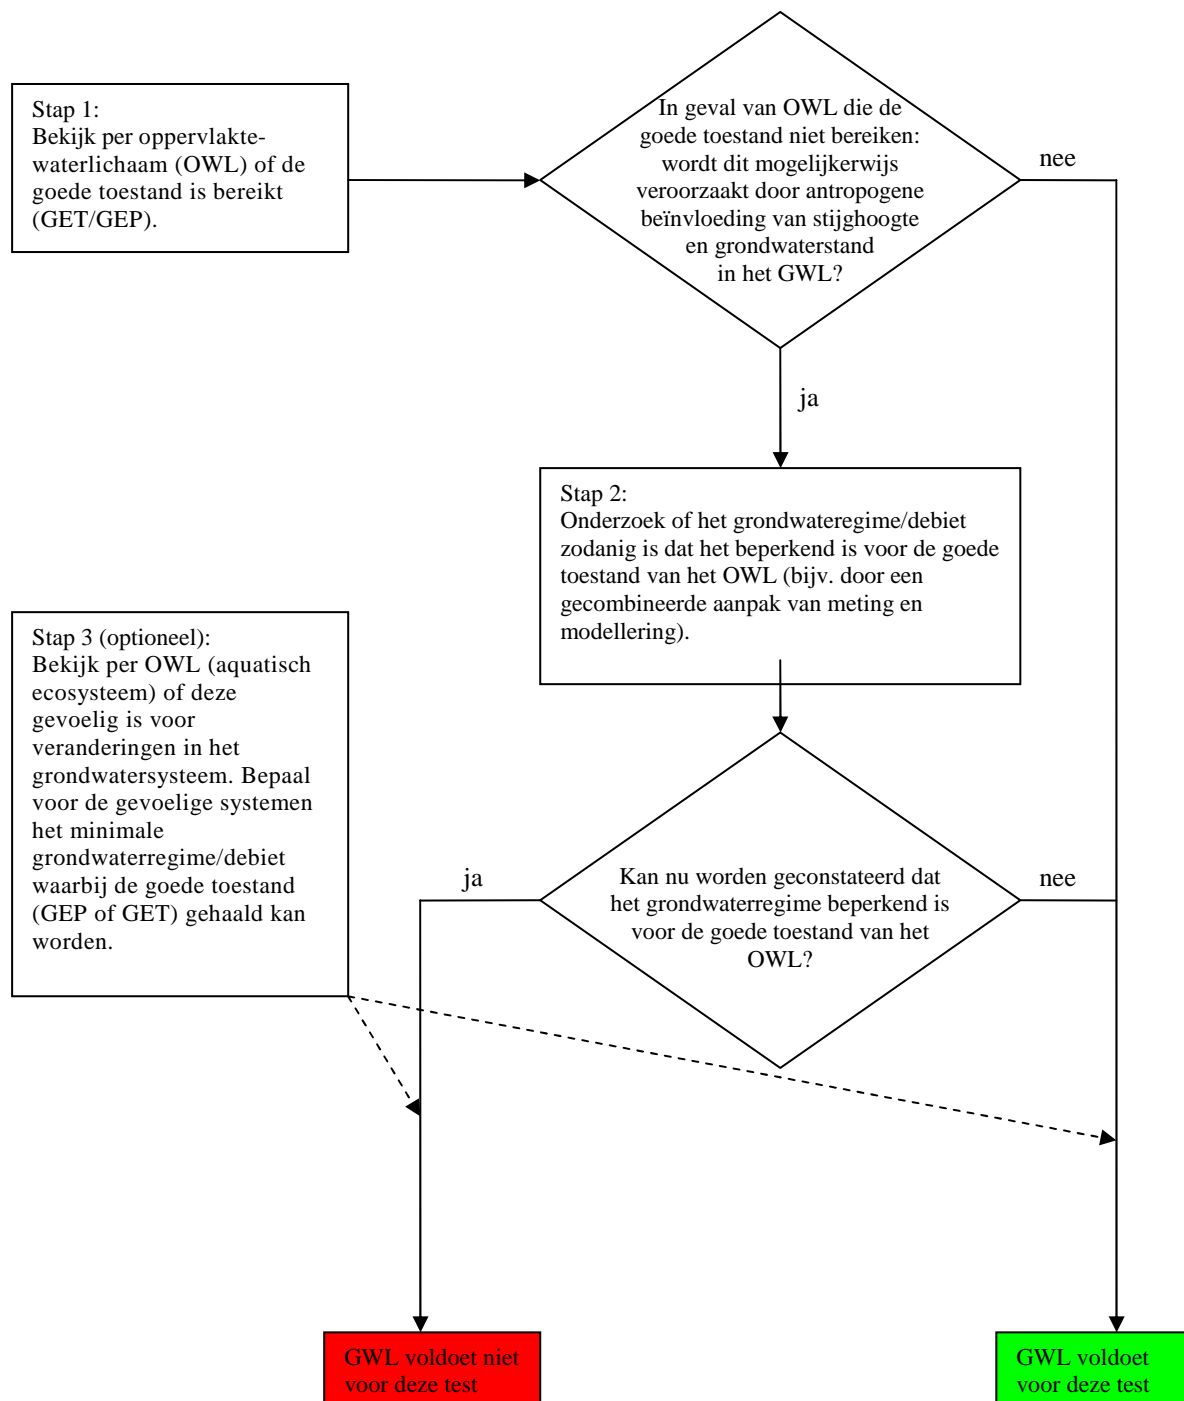 Stap 1:
Bekijk per oppervlakte-
waterlichaam (OWL) of de
goede toestand is bereikt
(GET/GEP).
In geval van OWL die de
goede toestand niet bereiken:
wordt dit mogelijkerwijs
veroorzaakt door antropogene
beïnvloeding van stijghoogte
en grondwaterstand
in het GWL?
nee
ja
Stap 2:
Onderzoek of het grondwateregime/debiet
zodanig is dat het beperkend is voor de goede
toestand van het OWL (bijv. door een
gecombineerde aanpak van meting en
modellering).
Stap 3 (optioneel):
Bekijk per OWL (aquatisch
ecosysteem) of deze
gevoelig is voor
veranderingen in het
grondwatersysteem. Bepaal
voor de gevoelige systemen
het minimale
grondwaterregime/debiet
waarbij de goede toestand
(GEP of GET) gehaald kan
worden.
ja
Kan nu worden geconstateerd dat
het grondwaterregime beperkend is
voor de goede toestand van het
OWL?
nee
GWL voldoet niet
voor deze test
GWL voldoet
voor deze test